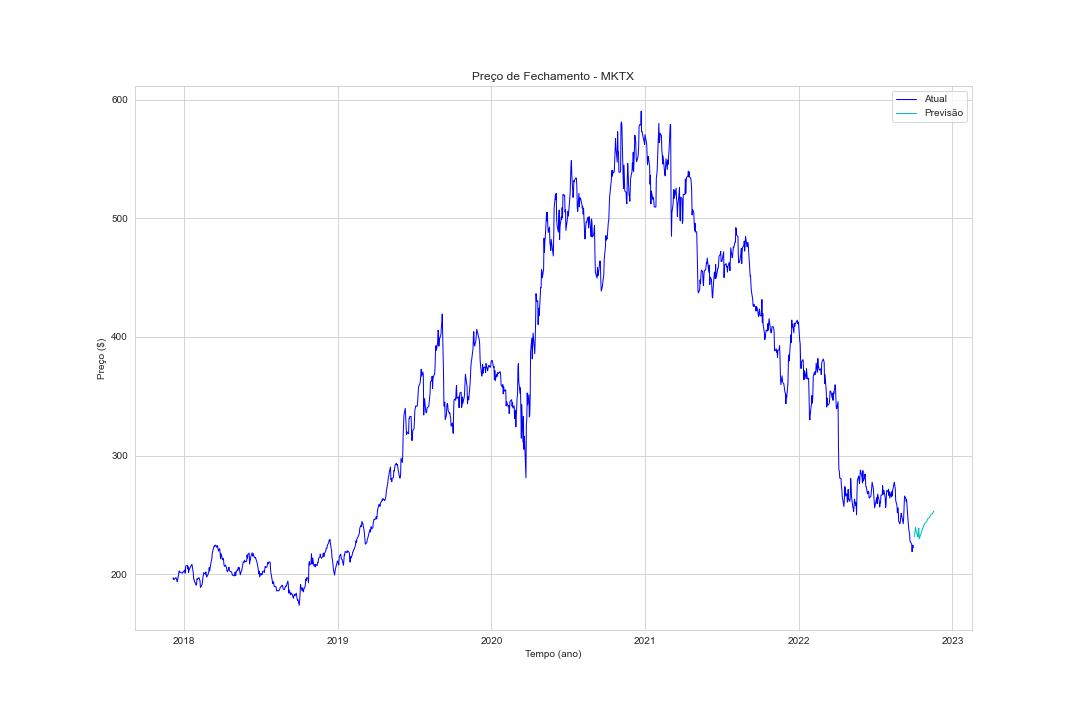 Preço de Fechamento - MKTX
Atual
Previsão
600
500
400
300
200
Preço ($)
2018
2019
2020
2021
2022
2023
Tempo (ano)